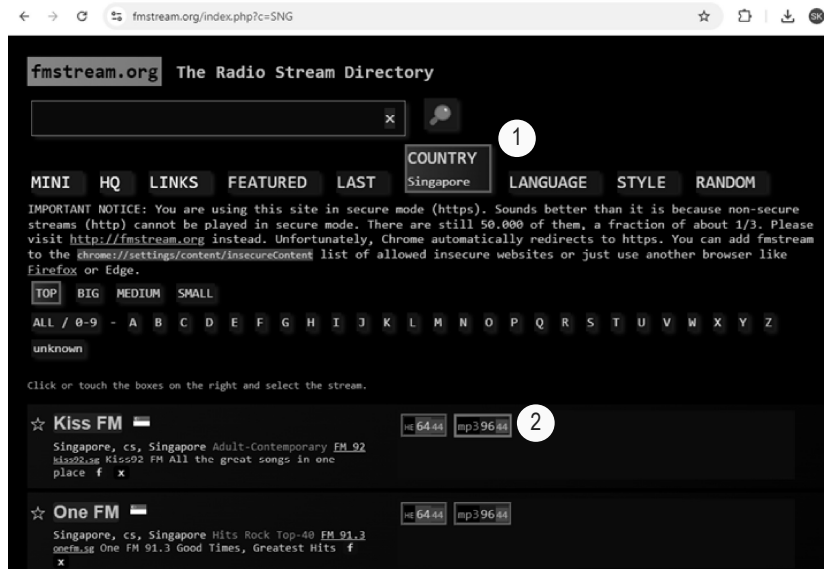 fmstream.org/index.php?c=SNG
SK
fmstream.org The Radio Stream Directory
x
1
COUNTRY
Singapore
MINI HQ LINKS FEATURED LAST LANGUAGE STYLE RANDOM
IMPORTANT NOTICE: You are using this site in secure mode (https). Sounds better than it is because non-secure
streams (http) cannot be played in secure mode. There are still 50.000 of them, a fraction of about 1/3. Please
visit http://fmstream.org instead. Unfortunately, Chrome automatically redirects to https. You can add fmstream
to the chrome://settings/content/insecureContent list of allowed insecure websites or just use another browser like
Firefox or Edge.
TOP BIG MEDIUM SMALL
ALL / 0-9 - A B C D E F G H I J K L M N O P Q R S T U V W X Y Z
unknown
Click or touch the boxes on the right and select the stream.
Kiss FM HE 64 44 mp3 96 44 2
Singapore, cs, Singapore Adult-Contemporary FM 92
kiss92.sg Kiss92 FM All the great songs in one
place f x
One FM HE 64 44 mp3 96 44
Singapore, cs, Singapore Hits Rock Top-40 FM 91.3
onefm.sg One FM 91.3 Good Times, Greatest Hits f
x